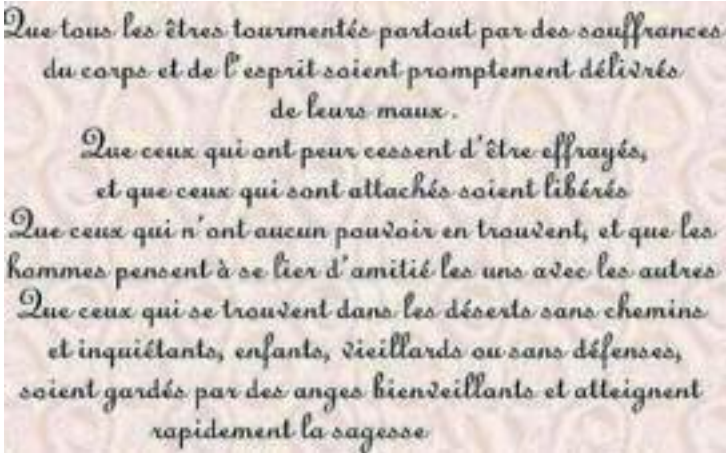 Que tous les êtres tourmentés partout par des souffrances
du corps et de l'esprit soient promptement délivrés
de leurs maux.
Que ceux qui ont peur cessent d'être effrayés,
et que ceux qui sont attachés soient libérés
Que ceux qui n'ont aucun pouvoir en trouvent, et que les
hommes pensent à se lier d'amitié les uns avec les autres
Que ceux qui se trouvent dans les déserts sans chemins
et inquiétants, enfants, vieillards ou sans défenses,
soient gardés par des anges bienveillants et atteignent
rapidement la sagesse